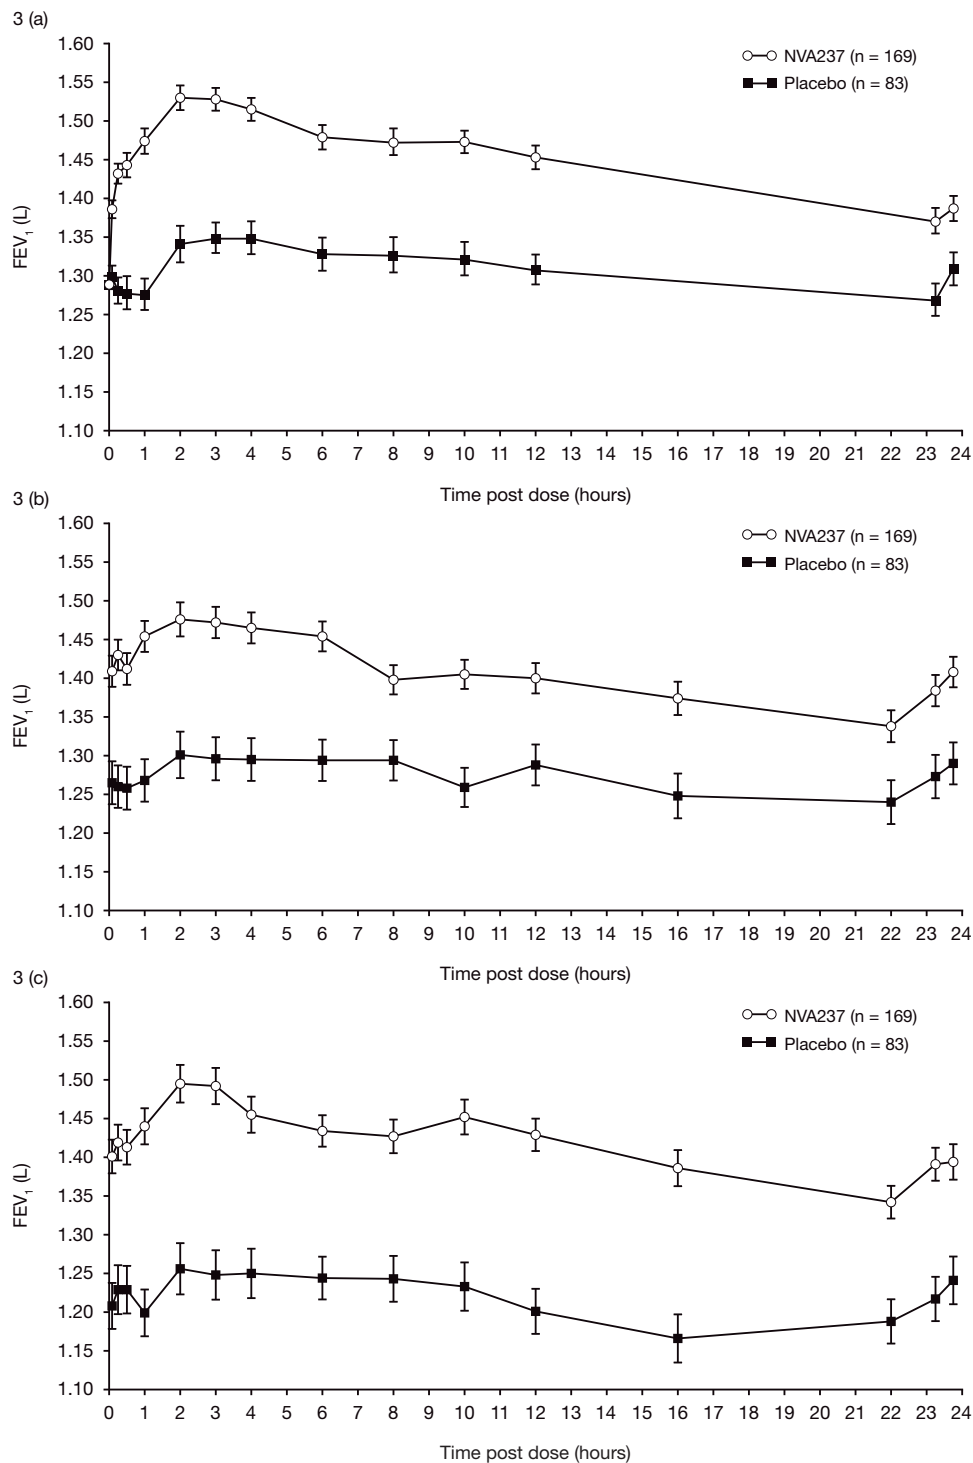 3 (a)
1.60
1.55
1.50
1.45
1.40
1.35
1.30
1.25
1.20
1.15
1.10
FEV1 (L)
NVA237 (n = 169)
Placebo (n = 83)
0 1 2 3 4 5 6 7 8 9 10 11 12 13 14 15 16 17 18 19 20 21 22 23 24
Time post dose (hours)
3 (b)
1.60
1.55
1.50
1.45
1.40
1.35
1.30
1.25
1.20
1.15
1.10
FEV1 (L)
NVA237 (n = 169)
Placebo (n = 83)
0 1 2 3 4 5 6 7 8 9 10 11 12 13 14 15 16 17 18 19 20 21 22 23 24
Time post dose (hours)
3 (c)
1.60
1.55
1.50
1.45
1.40
1.35
1.30
1.25
1.20
1.15
1.10
FEV1 (L)
NVA237 (n = 169)
Placebo (n = 83)
0 1 2 3 4 5 6 7 8 9 10 11 12 13 14 15 16 17 18 19 20 21 22 23 24
Time post dose (hours)